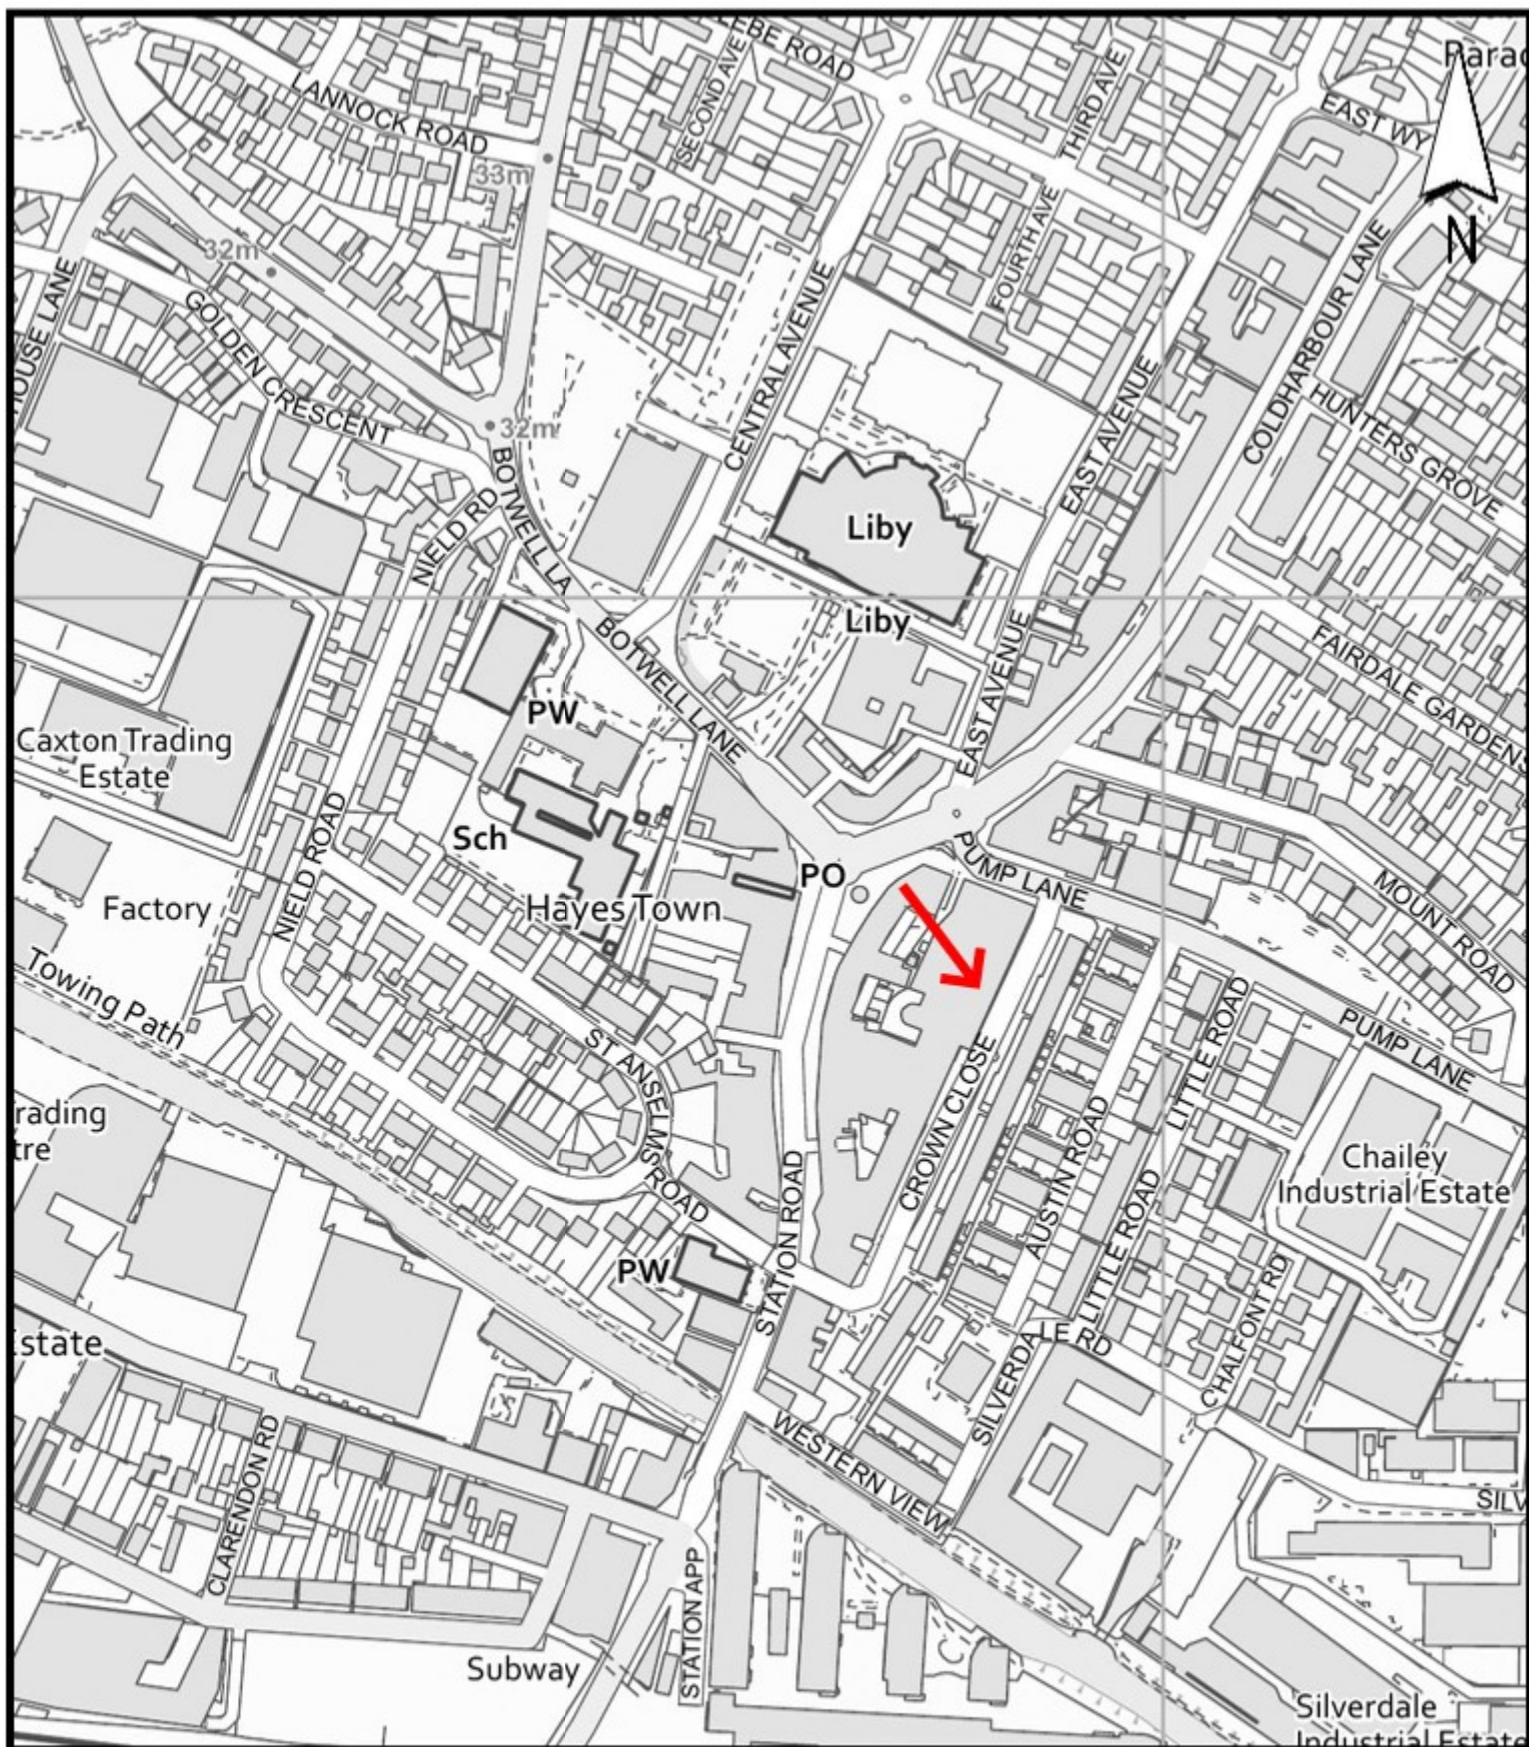 EBE ROAD
SECOND AVE
THIRD AVE
Parad
EAST WY
N
LANNOCK ROAD
33m
32m
FOURTH AVE
HOUSE LANE
GOLDEN CRESCENT
CENTRAL AVENUE
EAST AVENUE
COLDHARBOUR LANE
HUNTERS GROVE
32m
BOTWELL LA
NIELD RD
Liby
Liby
BOTWELL LANE
EAST AVENUE
FAIRDALE GARDENS
PW
Caxton Trading
Estate
Sch
NIELD ROAD
PO
PUMP LANE
MOUNT ROAD
Factory
Hayes Town
Towing Path
ST ANSELMS ROAD
CROWN CLOSE
LITTLE ROAD
PUMP LANE
rading
tre
AUSTIN ROAD
Chailey
Industrial Estate
STATION ROAD
LITTLE ROAD
PW
SILVERDALE RD
CHALFONT RD
Estate
CLARENDON RD
WESTERN VIEW
SILV
STATION APP
Subway
Silverdale
Industrial Estate